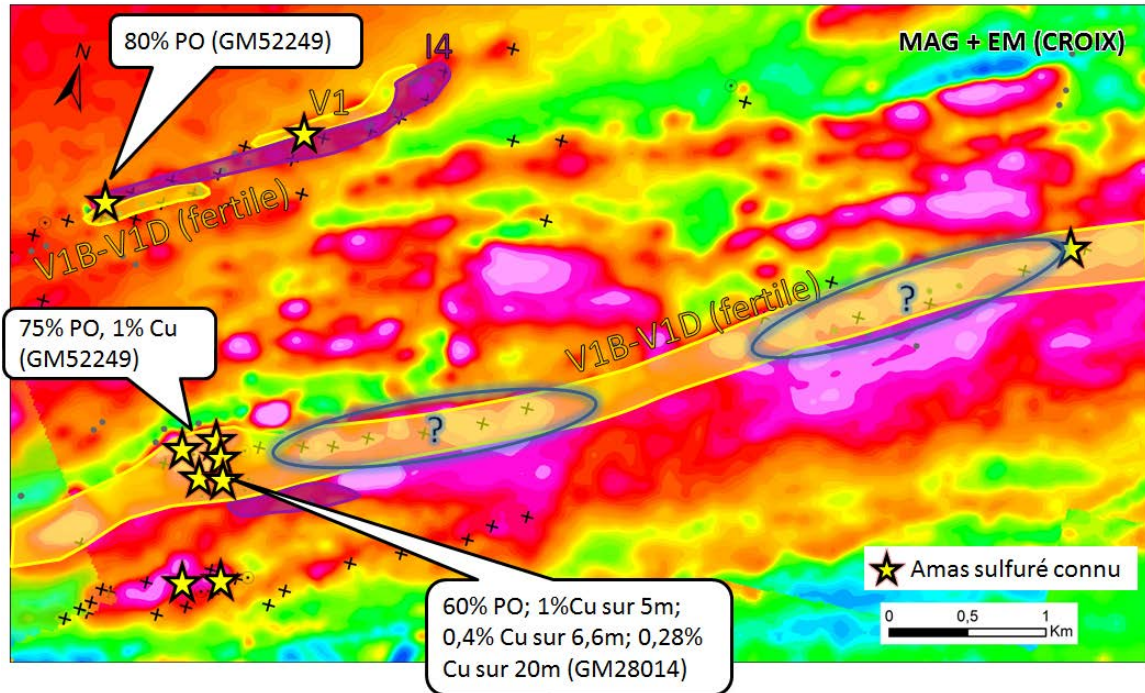 80% PO (GM52249)
MAG + EM (CROIX)
N
I4
V1
V1B-V1D (fertile)
75% PO, 1% Cu
(GM52249)
V1B-V1D (fertile)
?
?
60% PO; 1%Cu sur 5m;
0,4% Cu sur 6,6m; 0,28%
Cu sur 20m (GM28014)
Amas sulfuré connu
0 0,5 1
Km